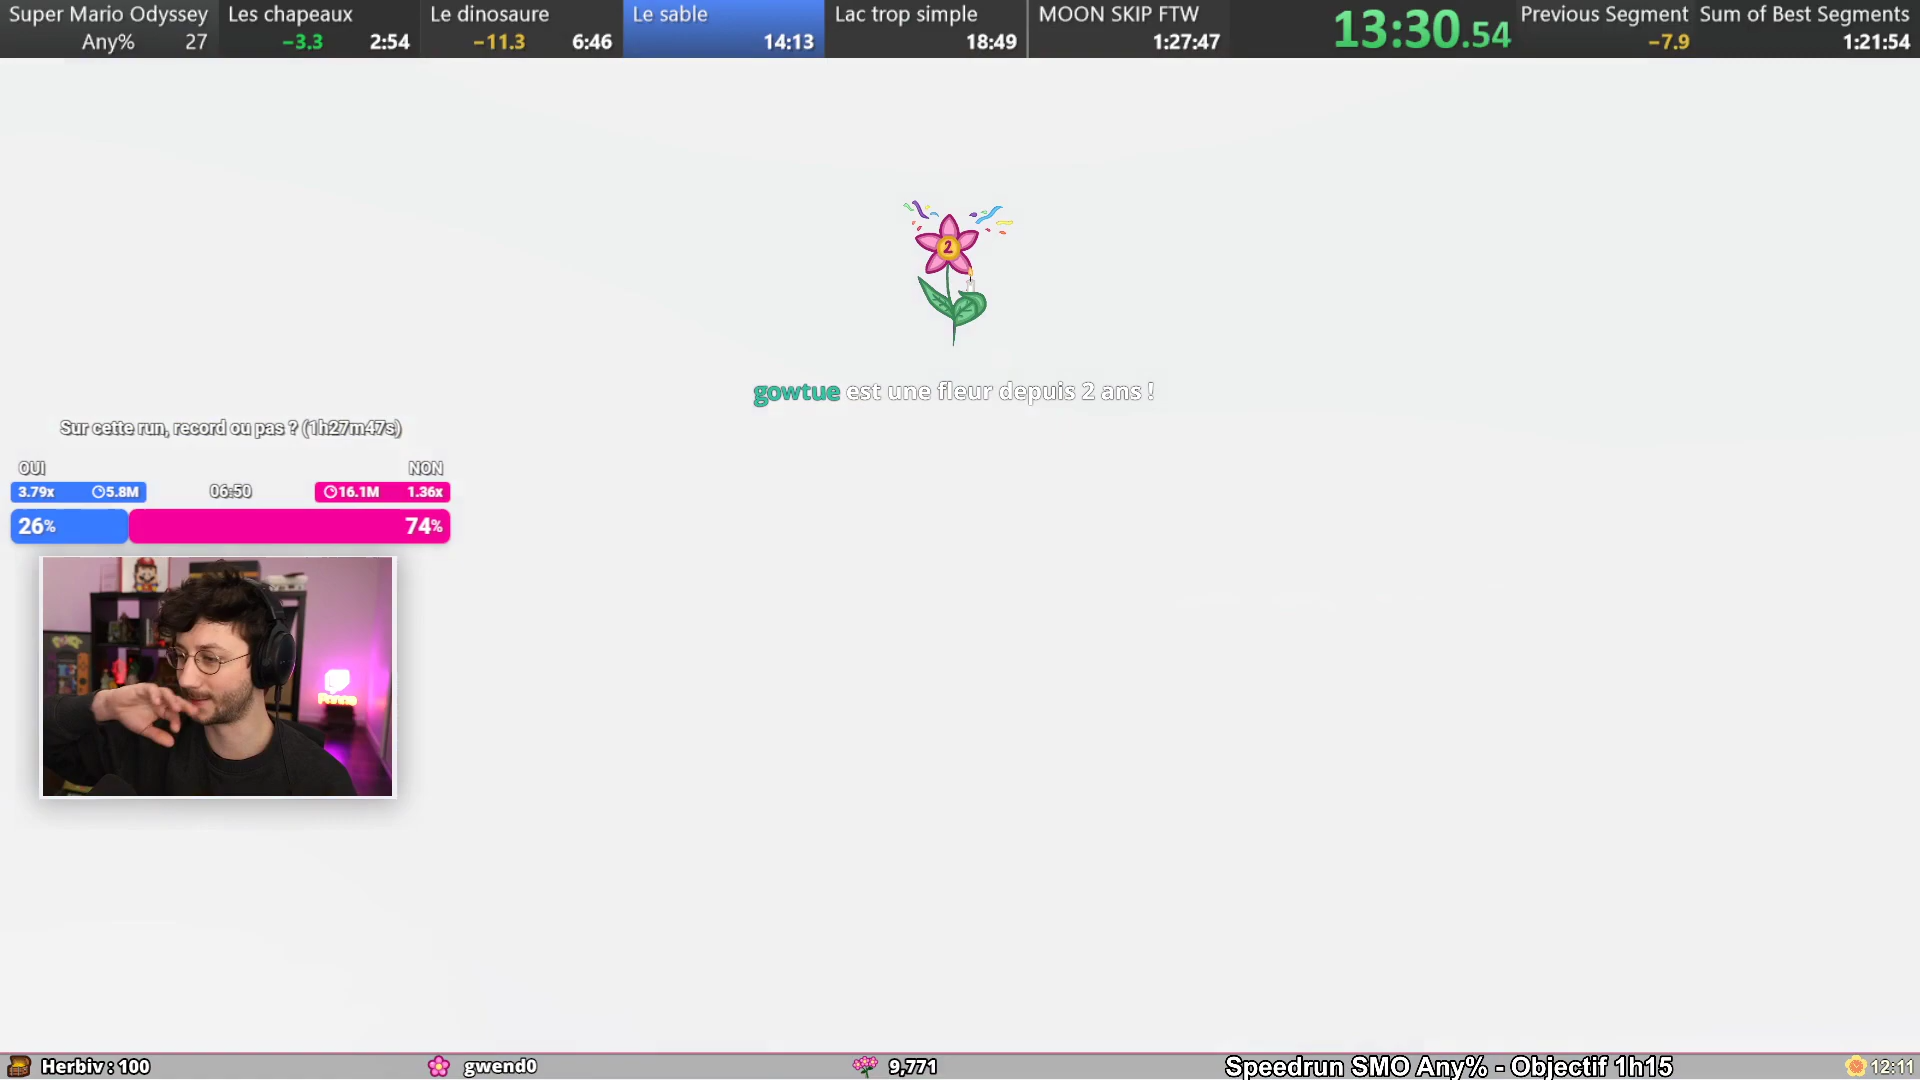 Super Mario Odyssey
Any% 27
Les chapeaux
−3.3 2:54
Le dinosaure
−11.3 6:46
Le sable
14:13
Lac trop simple
18:49
MOON SKIP FTW
1:27:47
13:30.54
Previous Segment
−7.9
Sum of Best Segments
1:21:54
2
gowtue est une fleur depuis 2 ans !
Sur cette run, record ou pas ? (1h27m47s)
OUI NON
3.79x 5.8M 06:50 16.1M 1.36x
26% 74%
Herbiv : 100
gwend0
9,771
Speedrun SMO Any% - Objectif 1h15
12:11